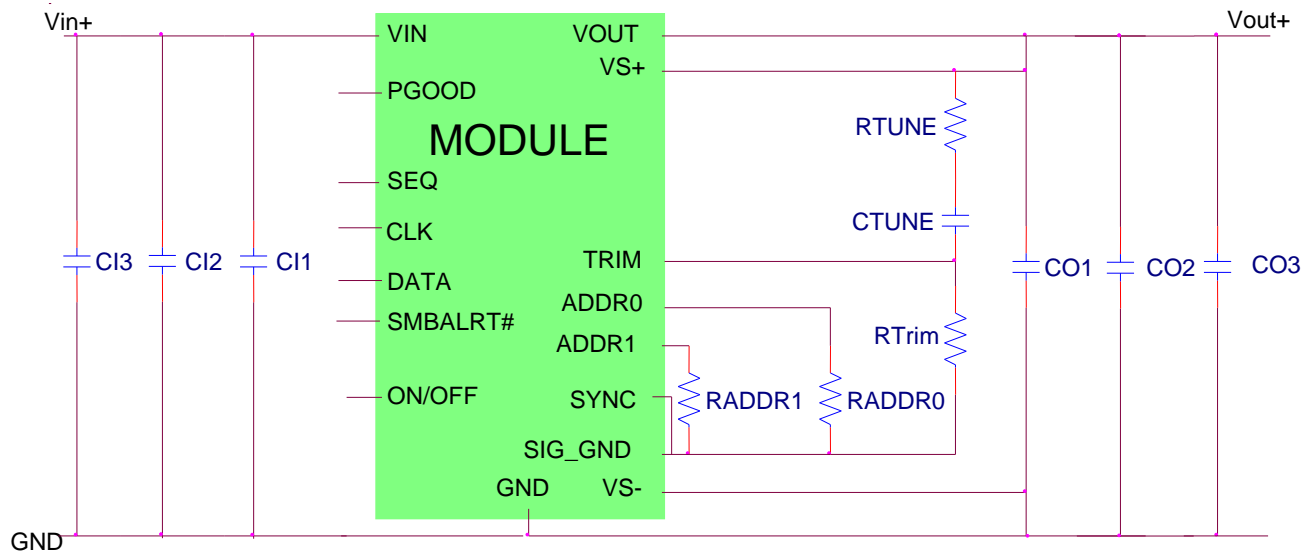 Vin+
VIN
VOUT
Vout+
VS+
PGOOD
RTUNE
MODULE
SEQ
CTUNE
CLK
TRIM
CI3
CI2
CI1
CO1
CO2
CO3
DATA
ADDR0
SMBALRT#
RTrim
ADDR1
ON/OFF
SYNC
RADDR1
RADDR0
SIG_GND
GND
VS-
GND